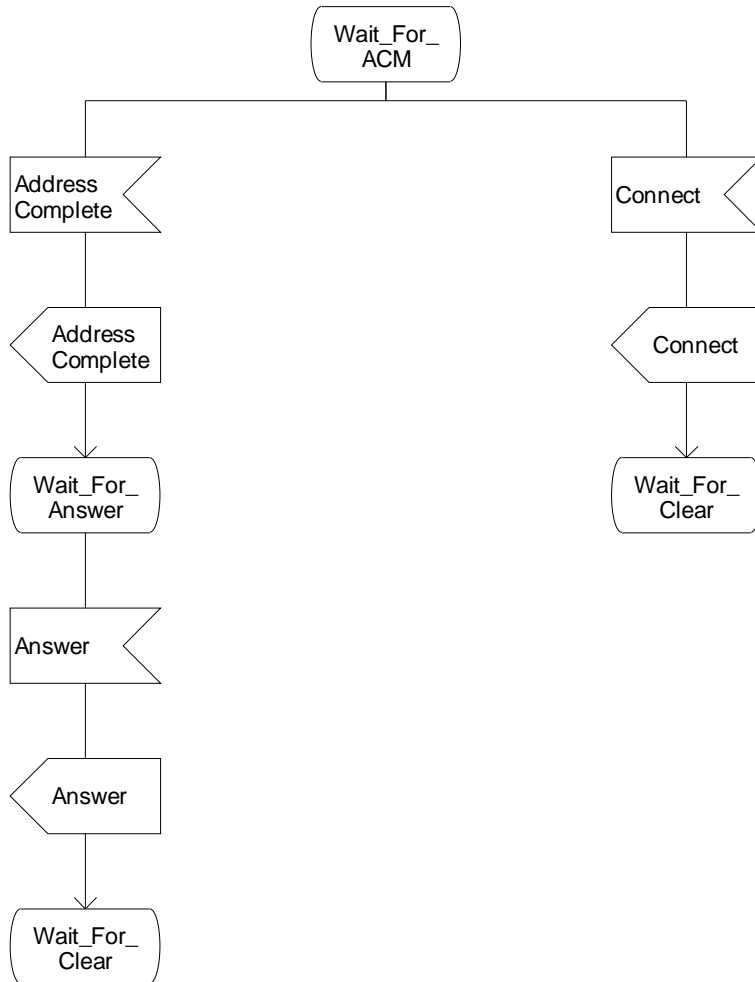 Wait_For_
ACM
Address
Complete
Connect
Address
Complete
Connect
Wait_For_
Answer
Wait_For_
Clear
Answer
Answer
Wait_For_
Clear